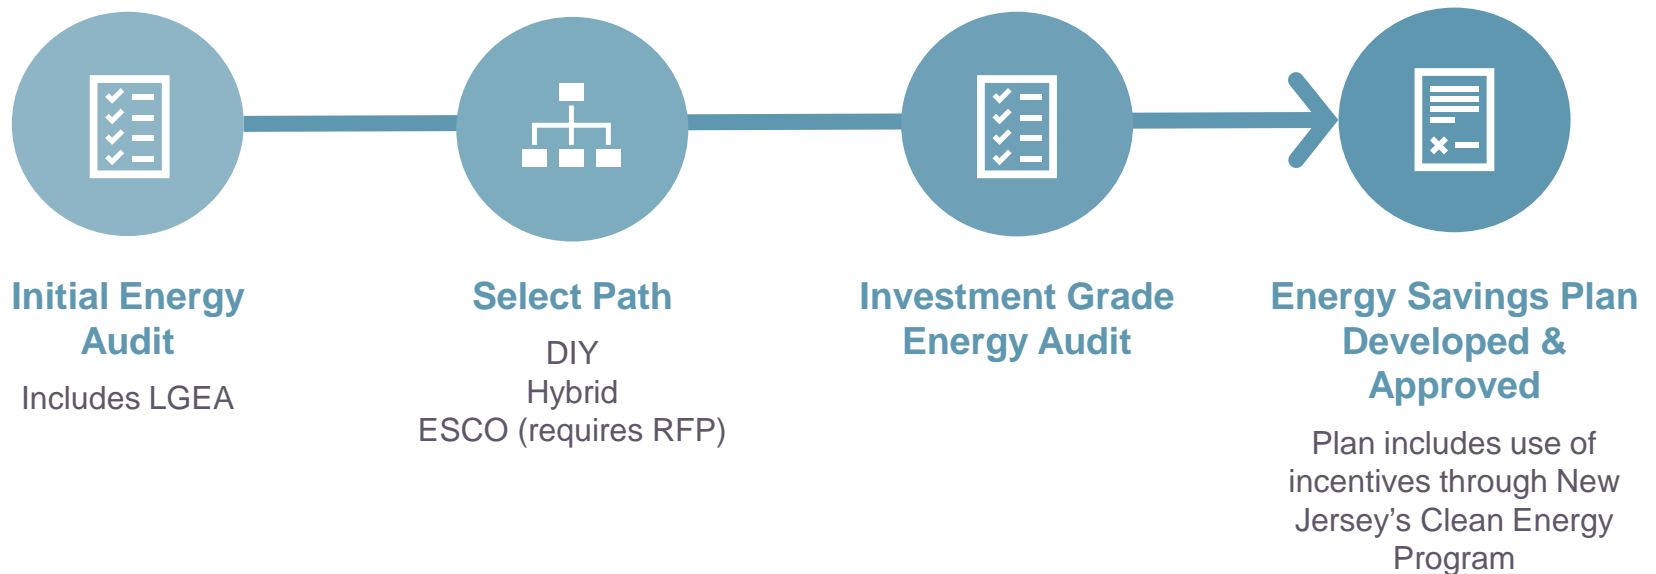 Initial Energy
Audit
Includes LGEA
Select Path
DIY
Hybrid
ESCO (requires RFP)
Investment Grade
Energy Audit
Energy Savings Plan
Developed &
Approved
Plan includes use of
incentives through New
Jersey’s Clean Energy
Program